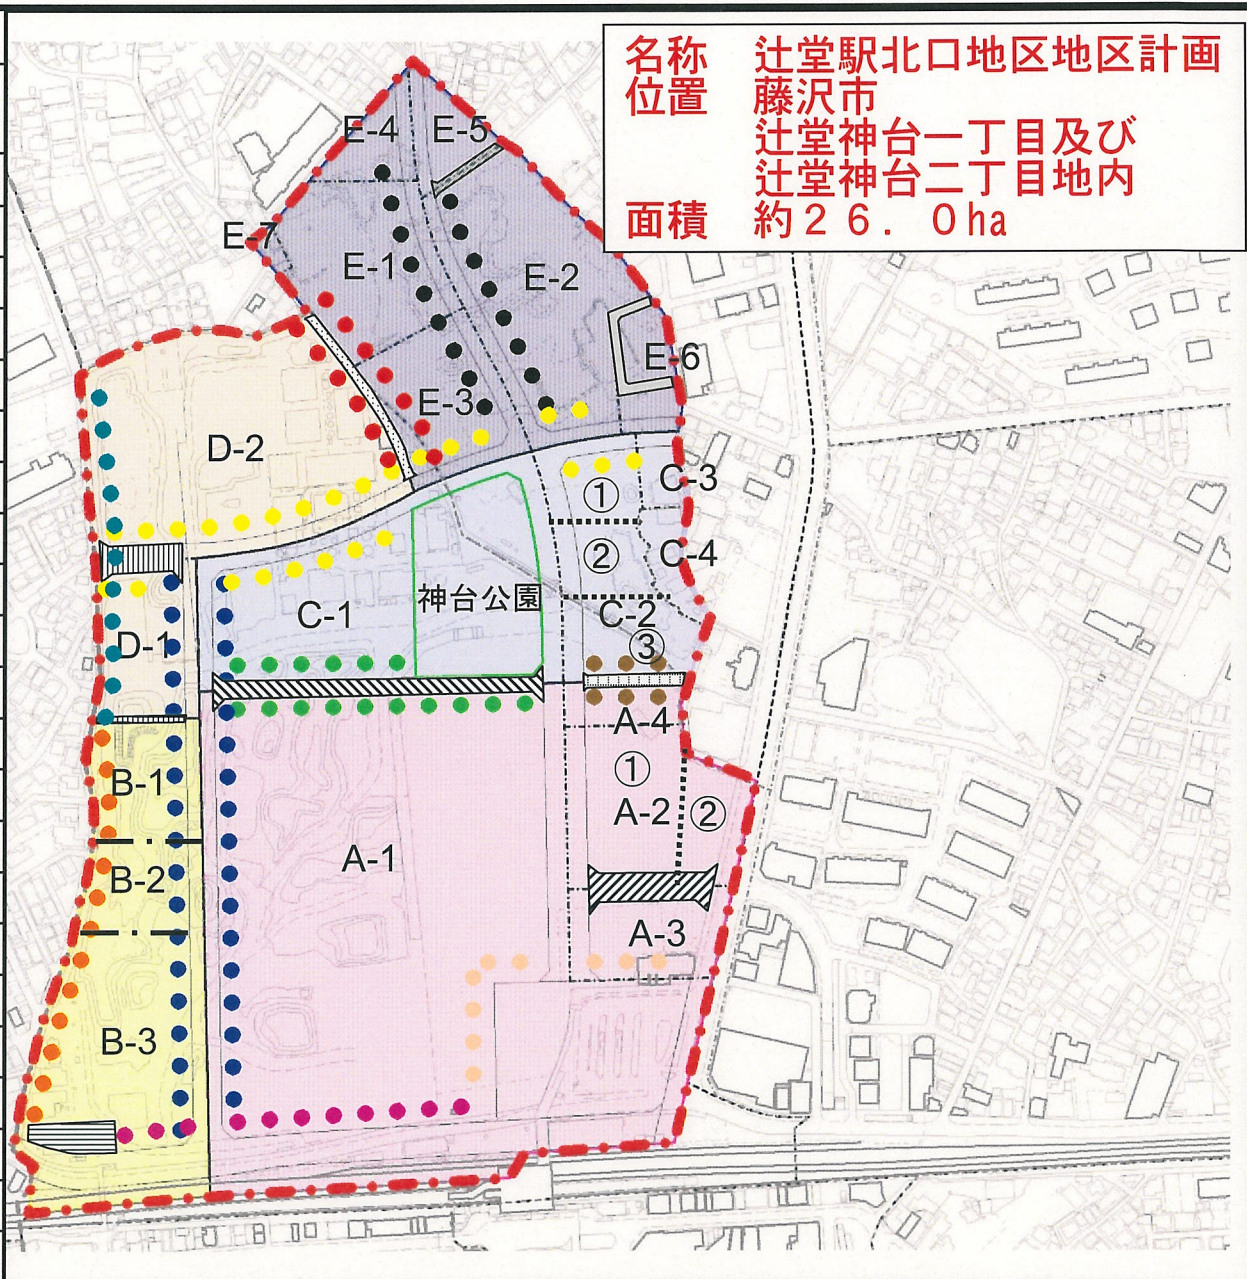 名称 辻堂駅北口地区地区計画
位置 藤沢市
辻堂神台一丁目及び
辻堂神台二丁目地内
面積 約２６．０ha
E-4 E-5
E-7
E-1 E-2
E-6
E-3
D-2
① C-3
② C-4
神台公園
C-1 C-2
D-1 ③
A-4
①
B-1 A-2 ②
A-1
B-2
A-3
B-3